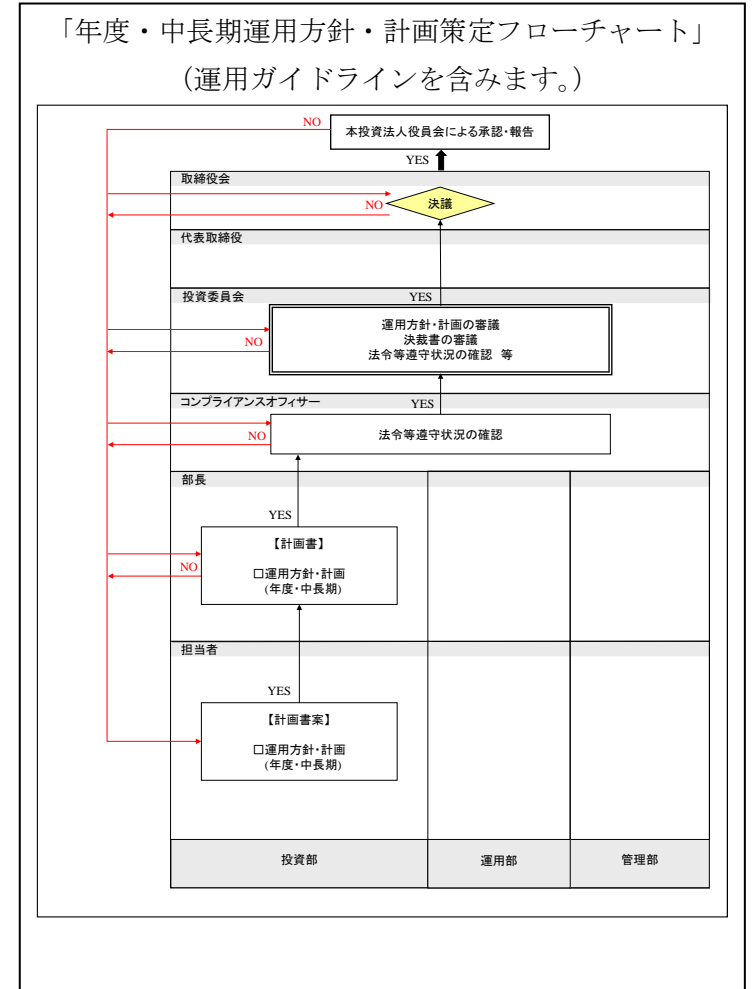 「年度・中長期運用方針・計画策定フローチャート」
（運用ガイドラインを含みます。）
NO
本投資法人役員会による承認・報告
YES
取締役会
NO
決議
代表取締役
投資委員会
YES
運用方針・計画の審議
決裁書の審議
法令等遵守状況の確認 等
NO
コンプライアンスオフィサー
YES
NO
法令等遵守状況の確認
部長
YES
【計画書】
NO
□運用方針・計画
(年度・中長期)
担当者
YES
【計画書案】
□運用方針・計画
(年度・中長期)
投資部
運用部
管理部